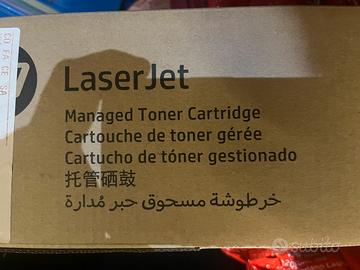 LaserJet
Managed Toner Cartridge
Cartouche de toner gérée
Cartucho de tóner gestionado
托管硒鼓
خرطوشة مسحوق حبر مُدارة
subito